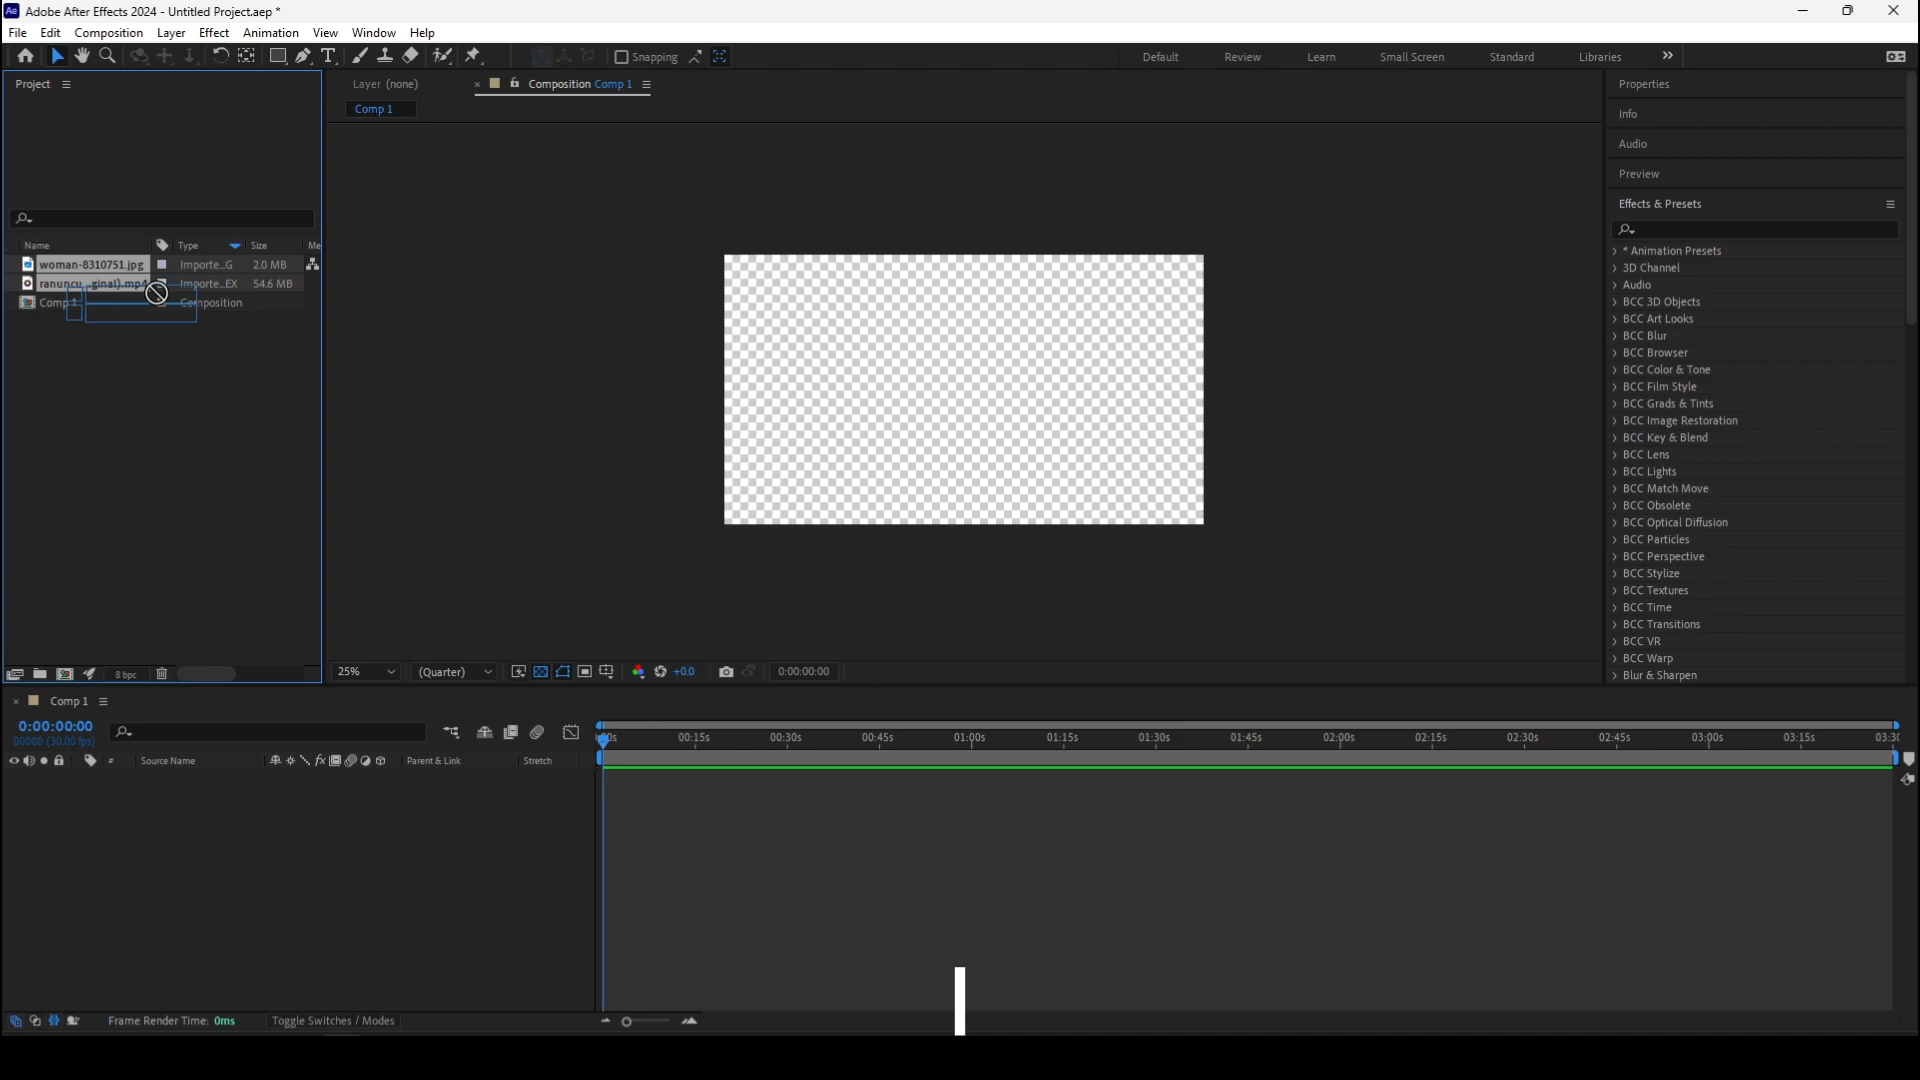 Adobe After Effects 2024 - Untitled Project.aep *
File Edit Composition Layer Effect Animation View Window Help
Snapping
Default Review Learn Small Screen Standard Libraries
Project
Layer (none)
Composition Comp 1
Comp 1
Name Type Size Me
woman-8310751.jpg Importe...G 2.0 MB
ranuncu...ginal).mp4 Importe...EX 54.6 MB
Comp 1 Composition
8 bpc
25% (Quarter) +0.0 0:00:00:00
Properties
Info
Audio
Preview
Effects & Presets
* Animation Presets
3D Channel
Audio
BCC 3D Objects
BCC Art Looks
BCC Blur
BCC Browser
BCC Color & Tone
BCC Film Style
BCC Grads & Tints
BCC Image Restoration
BCC Key & Blend
BCC Lens
BCC Lights
BCC Match Move
BCC Obsolete
BCC Optical Diffusion
BCC Particles
BCC Perspective
BCC Stylize
BCC Textures
BCC Time
BCC Transitions
BCC VR
BCC Warp
Blur & Sharpen
Comp 1
0:00:00:00
00000 (30.00 fps)
00:15s 00:30s 00:45s 01:00s 01:15s 01:30s 01:45s 02:00s 02:15s 02:30s 02:45s 03:00s 03:15s
# Source Name fx Parent & Link Stretch
Frame Render Time: 0ms Toggle Switches / Modes